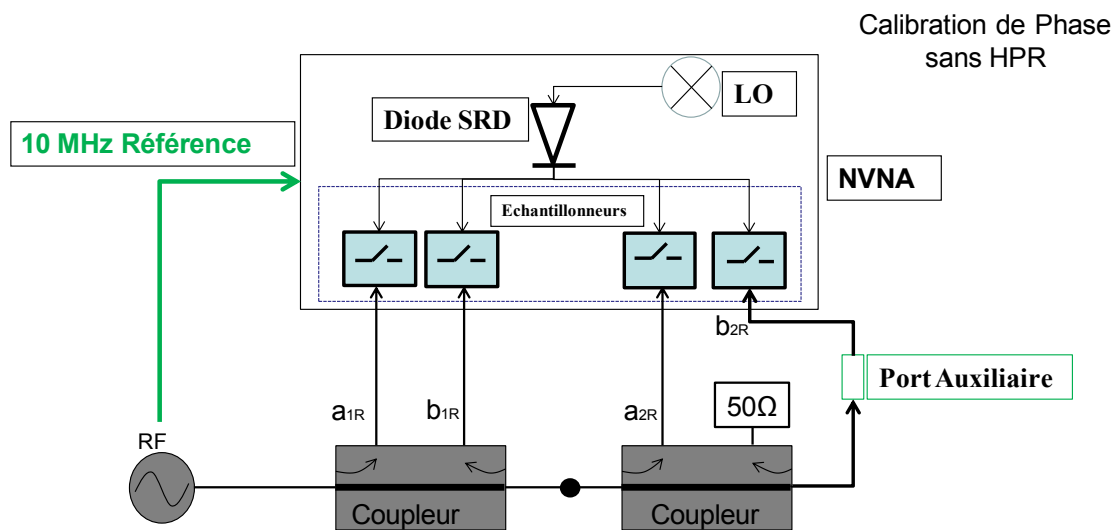 Calibration de Phase
sans HPR
LO
Diode SRD
10 MHz Référence
NVNA
Echantillonneurs
b2R
Port Auxiliaire
50Ω
a1R
b1R
a2R
RF
Coupleur
Coupleur